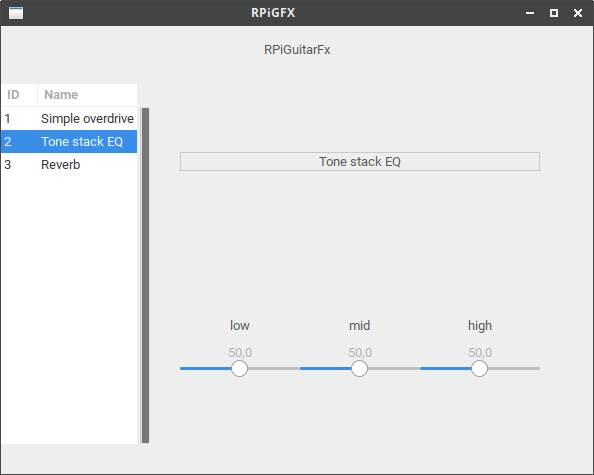 RPiGFX
RPiGuitarFx
ID Name
1 Simple overdrive
2 Tone stack EQ
3 Reverb
Tone stack EQ
low mid high
50,0 50,0 50,0